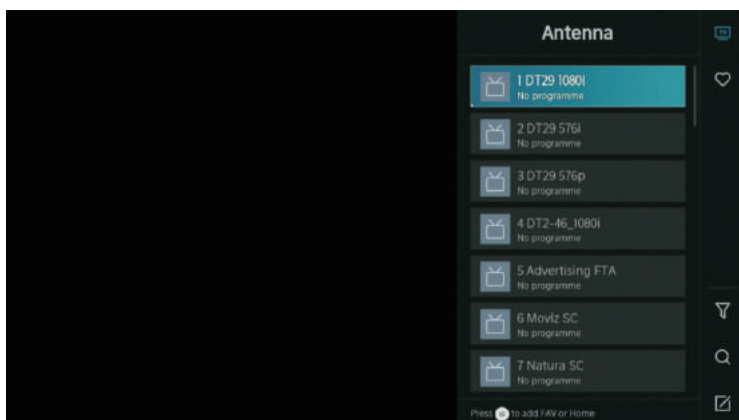 Antenna
TV
1 DT29 1080i
No programme
2 DT29 576i
No programme
3 DT29 576p
No programme
4 DT2-46_1080i
No programme
5 Advertising FTA
No programme
6 Moviz SC
No programme
7 Natura SC
No programme
Press to add FAV or Home